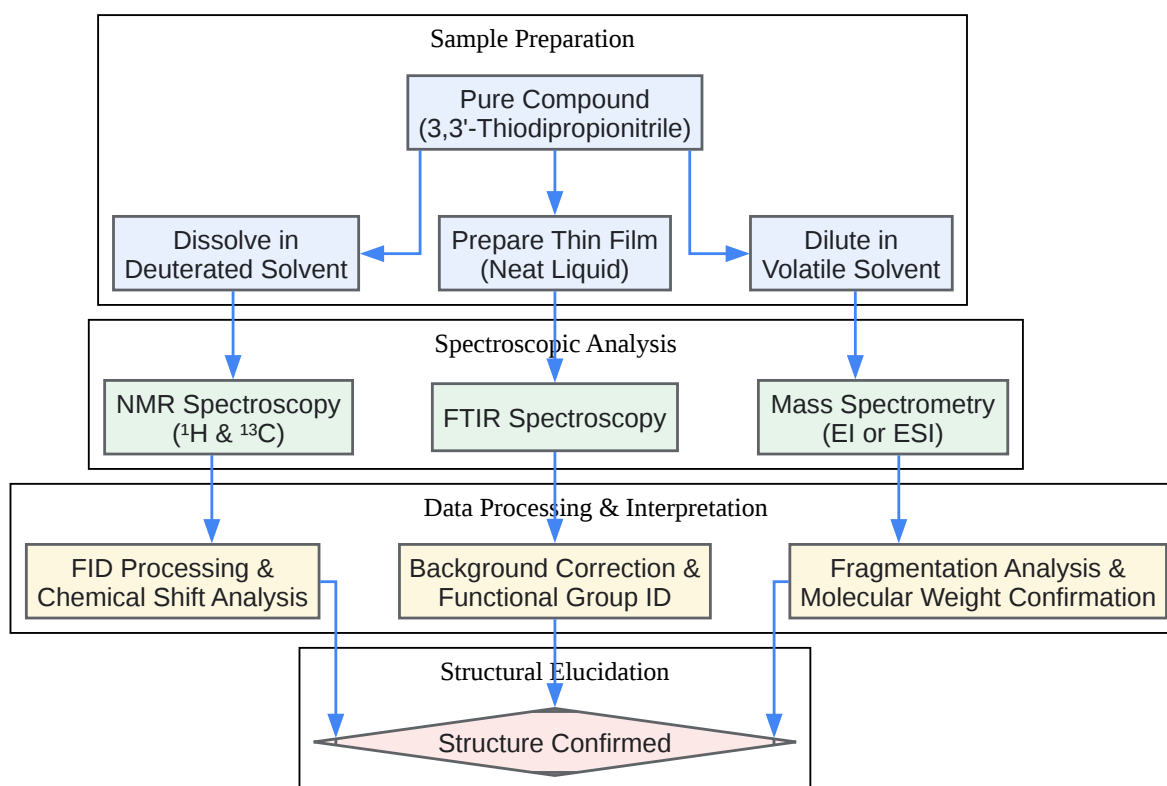 Sample Preparation
Pure Compound
(3,3'-Thiodipropionitrile)
Dissolve in
Deuterated Solvent
Prepare Thin Film
(Neat Liquid)
Dilute in
Volatile Solvent
Spectroscopic Analysis
NMR Spectroscopy
(¹H & ¹³C)
FTIR Spectroscopy
Mass Spectrometry
(EI or ESI)
Data Processing & Interpretation
FID Processing &
Chemical Shift Analysis
Background Correction &
Functional Group ID
Fragmentation Analysis &
Molecular Weight Confirmation
Structural Elucidation
Structure Confirmed